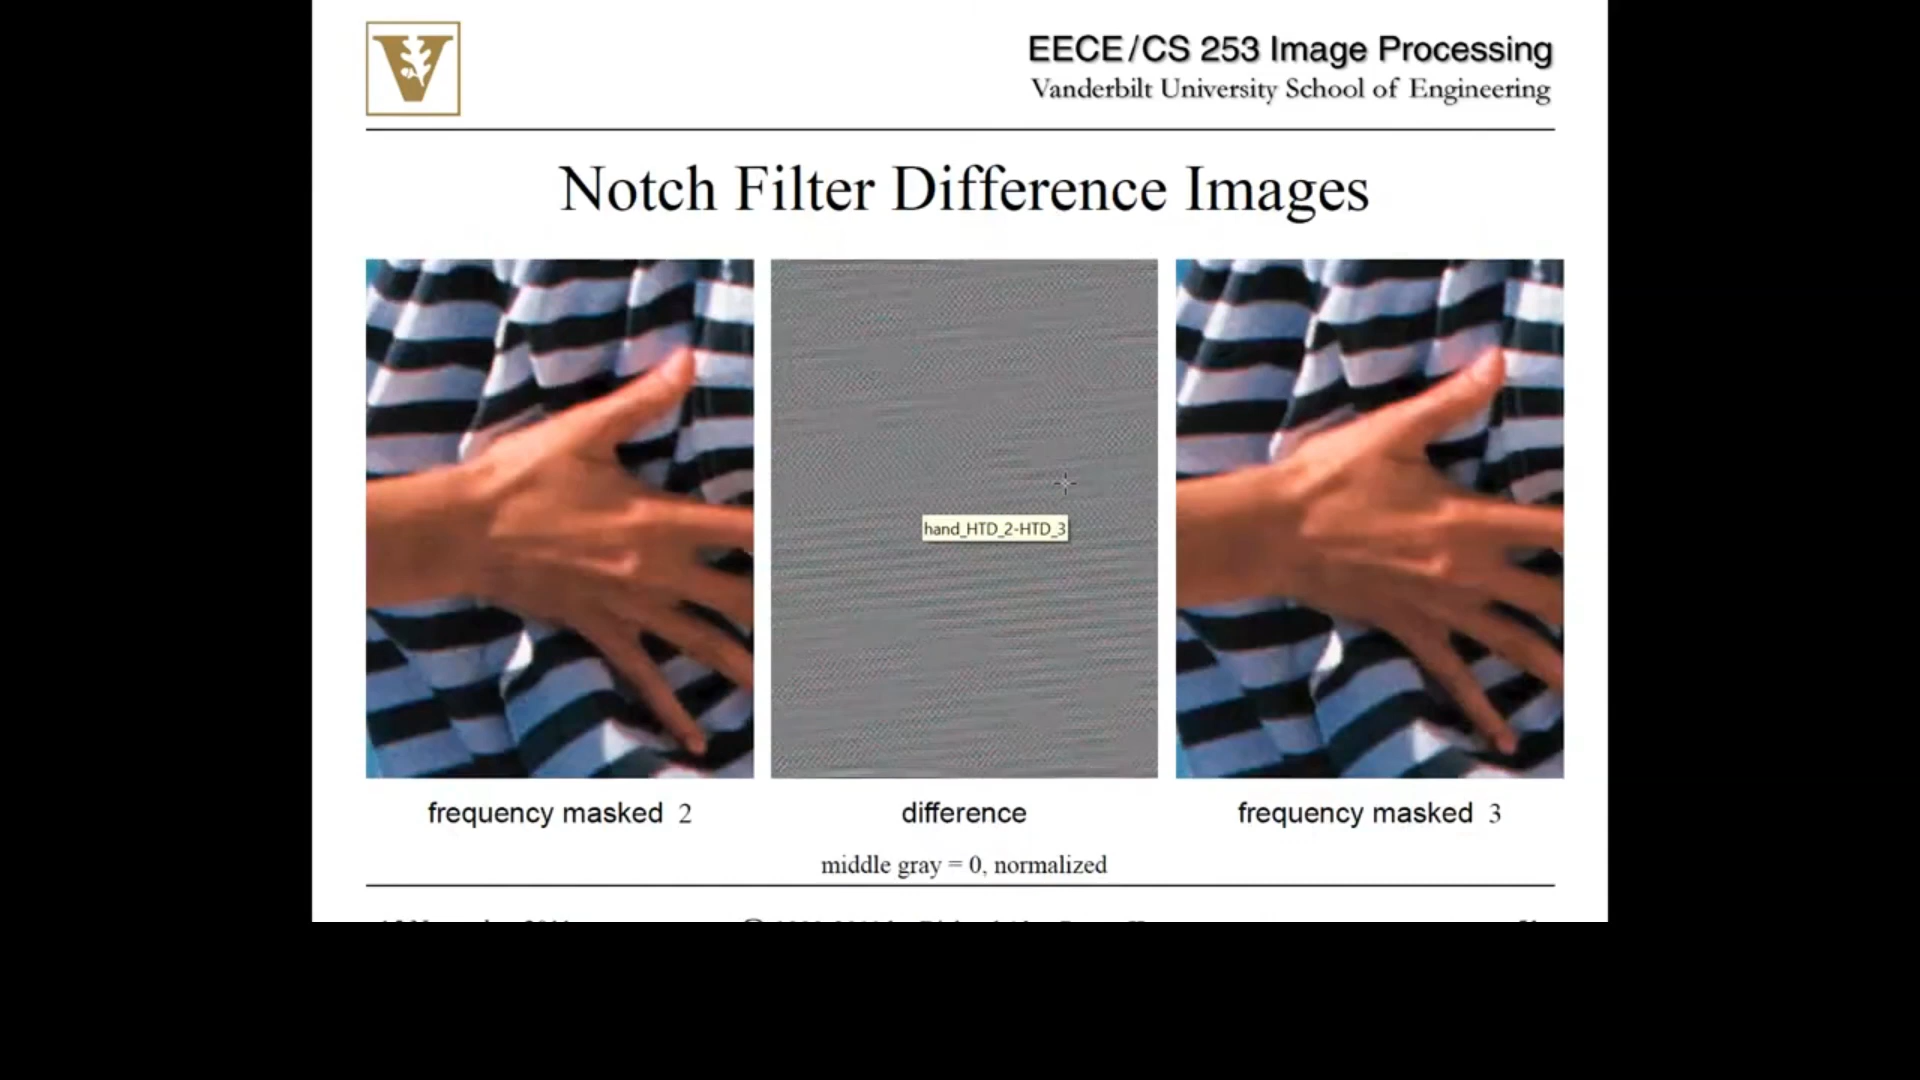 V
EECE/CS 253 Image Processing
Vanderbilt University School of Engineering
Notch Filter Difference Images
hand_HTD_2-HTD_3
frequency masked 2
difference
frequency masked 3
middle gray = 0, normalized